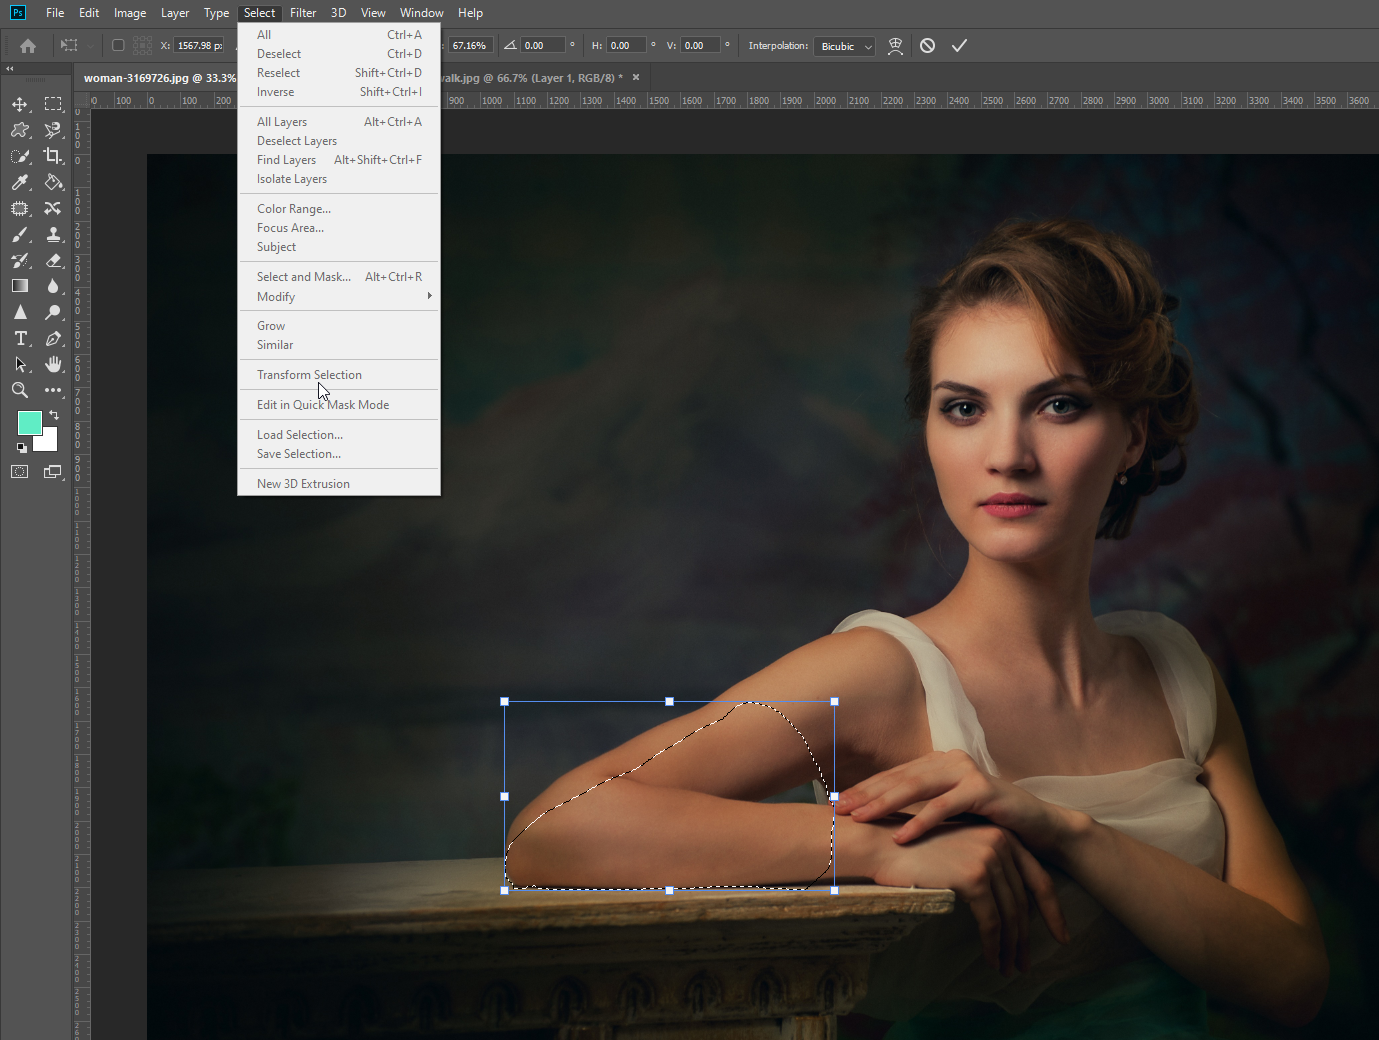 Ps File Edit Image Layer Type Select Filter 3D View Window Help
X: 1567.98 px 67.16% 0.00 ° H: 0.00 ° V: 0.00 ° Interpolation: Bicubic
woman-3169726.jpg @ 33.3% walk.jpg @ 66.7% (Layer 1, RGB/8) * ×
100 0 100 200 900 1000 1100 1200 1300 1400 1500 1600 1700 1800 1900 2000 2100 2200 2300 2400 2500 2600 2700 2800 2900 3000 3100 3200 3300 3400 3500 3600
All Ctrl+A
Deselect Ctrl+D
Reselect Shift+Ctrl+D
Inverse Shift+Ctrl+I
All Layers Alt+Ctrl+A
Deselect Layers
Find Layers Alt+Shift+Ctrl+F
Isolate Layers
Color Range...
Focus Area...
Subject
Select and Mask... Alt+Ctrl+R
Modify
Grow
Similar
Transform Selection
Edit in Quick Mask Mode
Load Selection...
Save Selection...
New 3D Extrusion